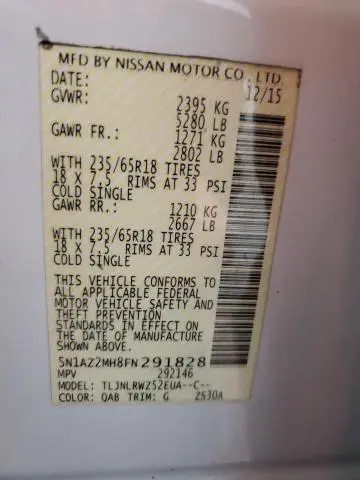 MFD BY NISSAN MOTOR CO., LTD.
DATE: 12/15
GVWR: 2395 KG
5280 LB
GAWR FR.: 1271 KG
2802 LB
WITH 235/65R18 TIRES
18 X 7.5 RIMS AT 33 PSI
COLD SINGLE
GAWR RR.: 1210 KG
2667 LB
WITH 235/65R18 TIRES
18 X 7.5 RIMS AT 33 PSI
COLD SINGLE
THIS VEHICLE CONFORMS TO
ALL APPLICABLE FEDERAL
MOTOR VEHICLE SAFETY AND
THEFT PREVENTION
STANDARDS IN EFFECT ON
DATE OF MFR. SHOWN ABOVE.
5N1AZ2MH8FN291828
MPV 292146
MODEL: TLJNLRWZ52EUA--C--
COLOR: QAB TRIM: G 2530A